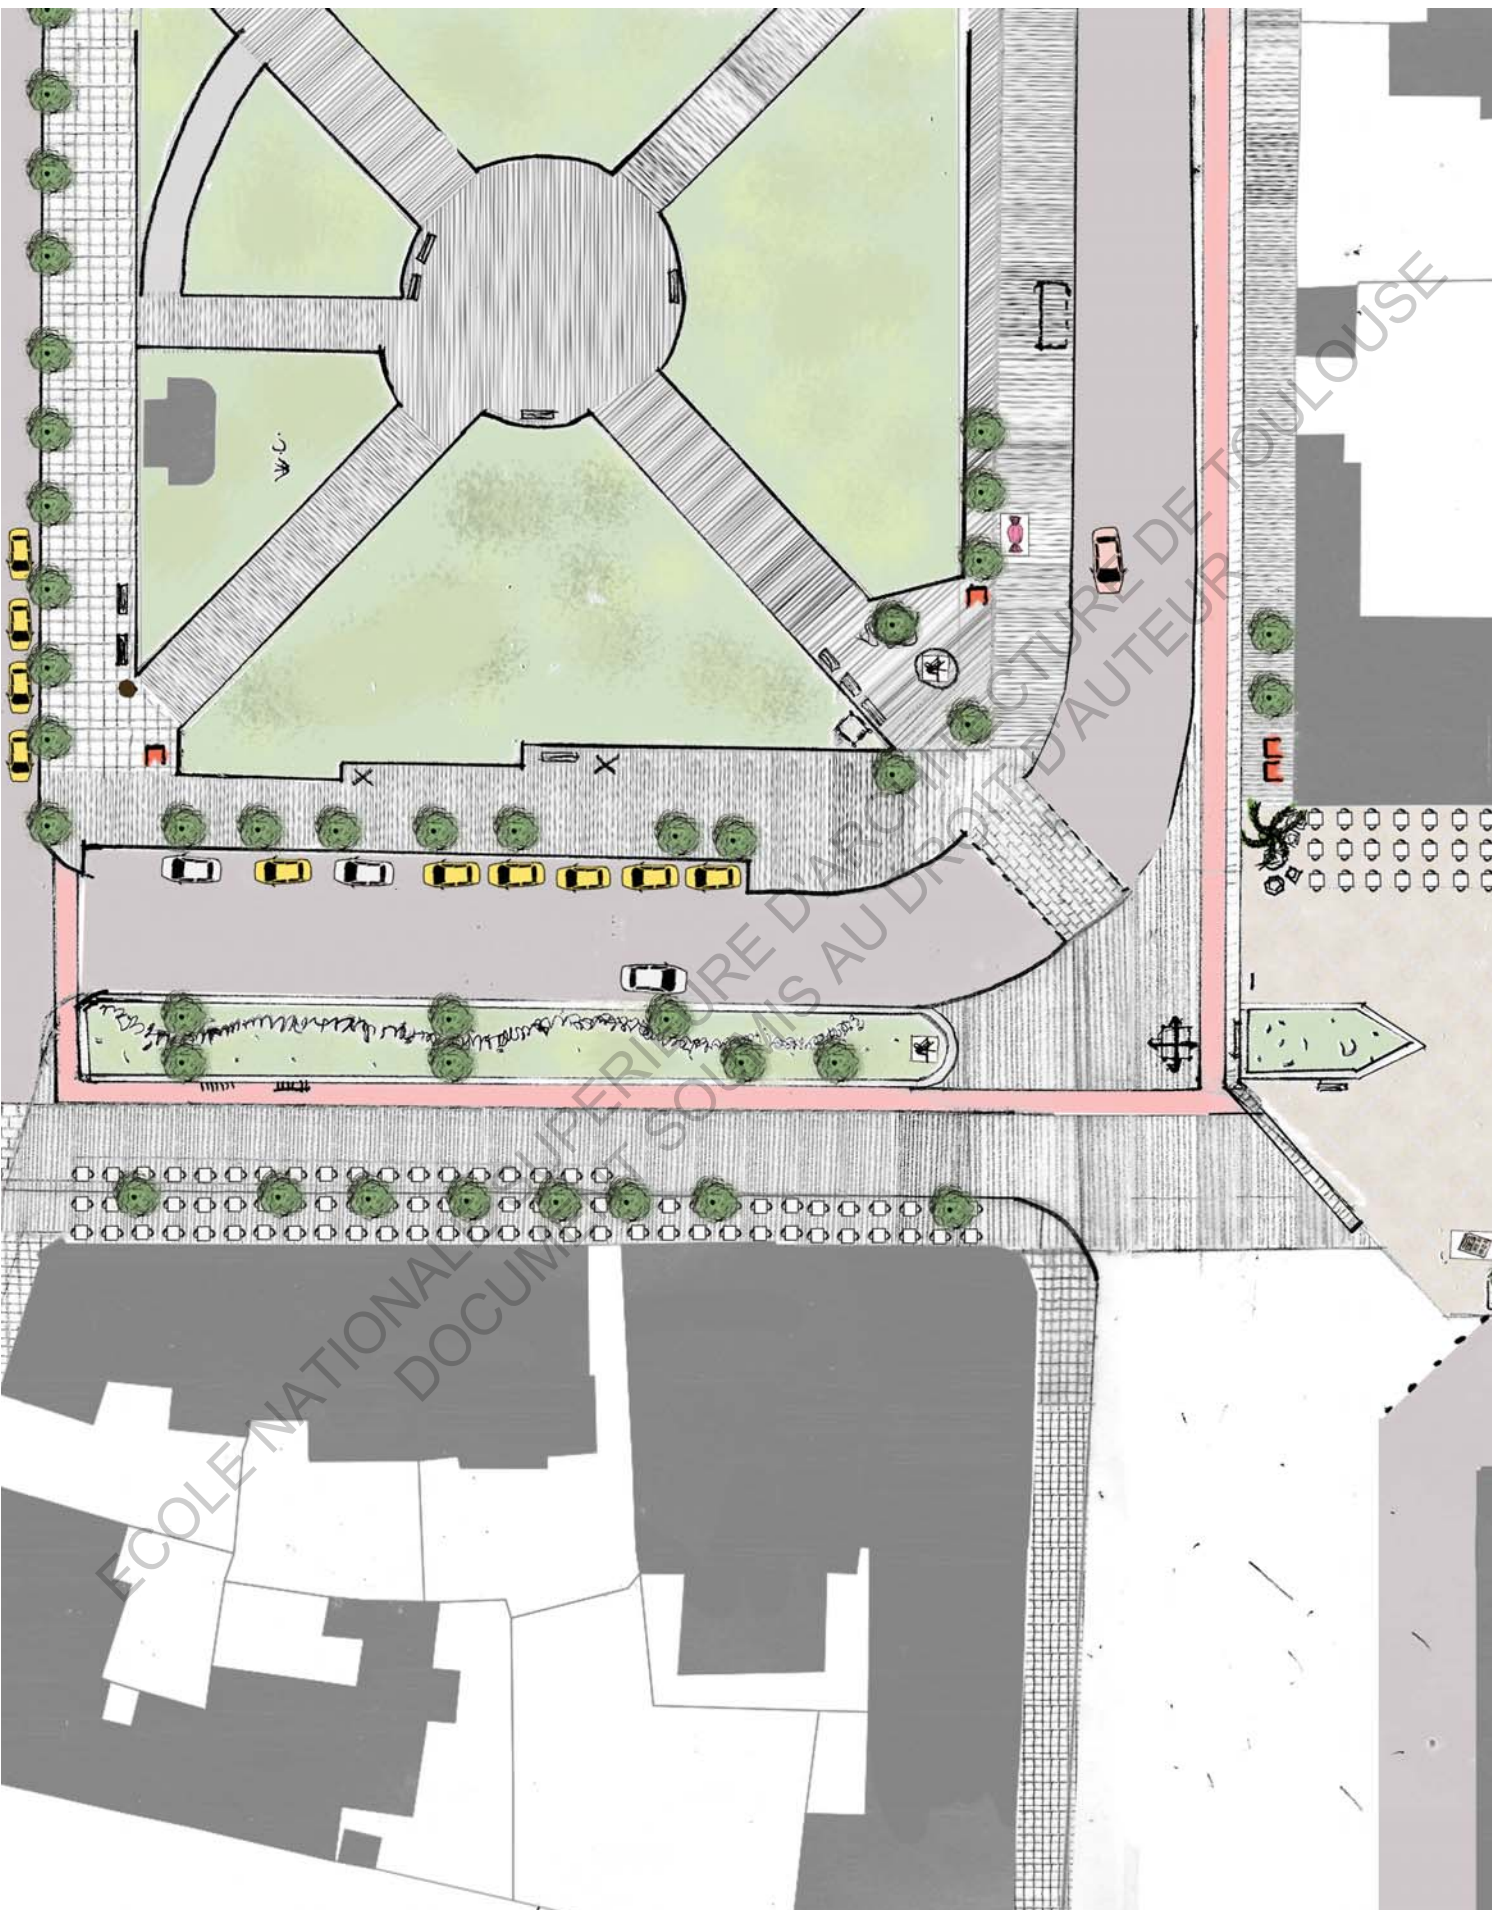 W.C.
ECOLE NATIONALE SUPERIEURE D'ARCHITECTURE DE TOULOUSE
DOCUMENT SOUMIS AU DROIT D'AUTEUR